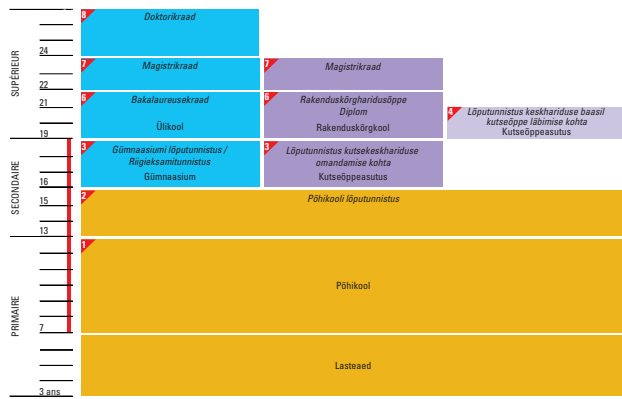 SUPÉRIEUR
SECONDAIRE
PRIMAIRE
24
22
21
19
16
15
13
7
3 ans
8
Doktorikraad
7
Magistrikraad
7
Magistrikraad
6
Bakalaureusekraad
Ülikool
6
Rakenduskõrgharidusõppe
Diplom
Rakenduskõrgkool
4
Lõputunnistus keskhariduse baasil
kutseõppe läbimise kohta
Kutseõppeasutus
3
Gümnaasiumi lõputunnistus /
Riigieksamitunnistus
Gümnaasium
3
Lõputunnistus kutsekeskhariduse
omandamise kohta
Kutseõppeasutus
2
Põhikooli lõputunnistus
1
Põhikool
Lasteaed